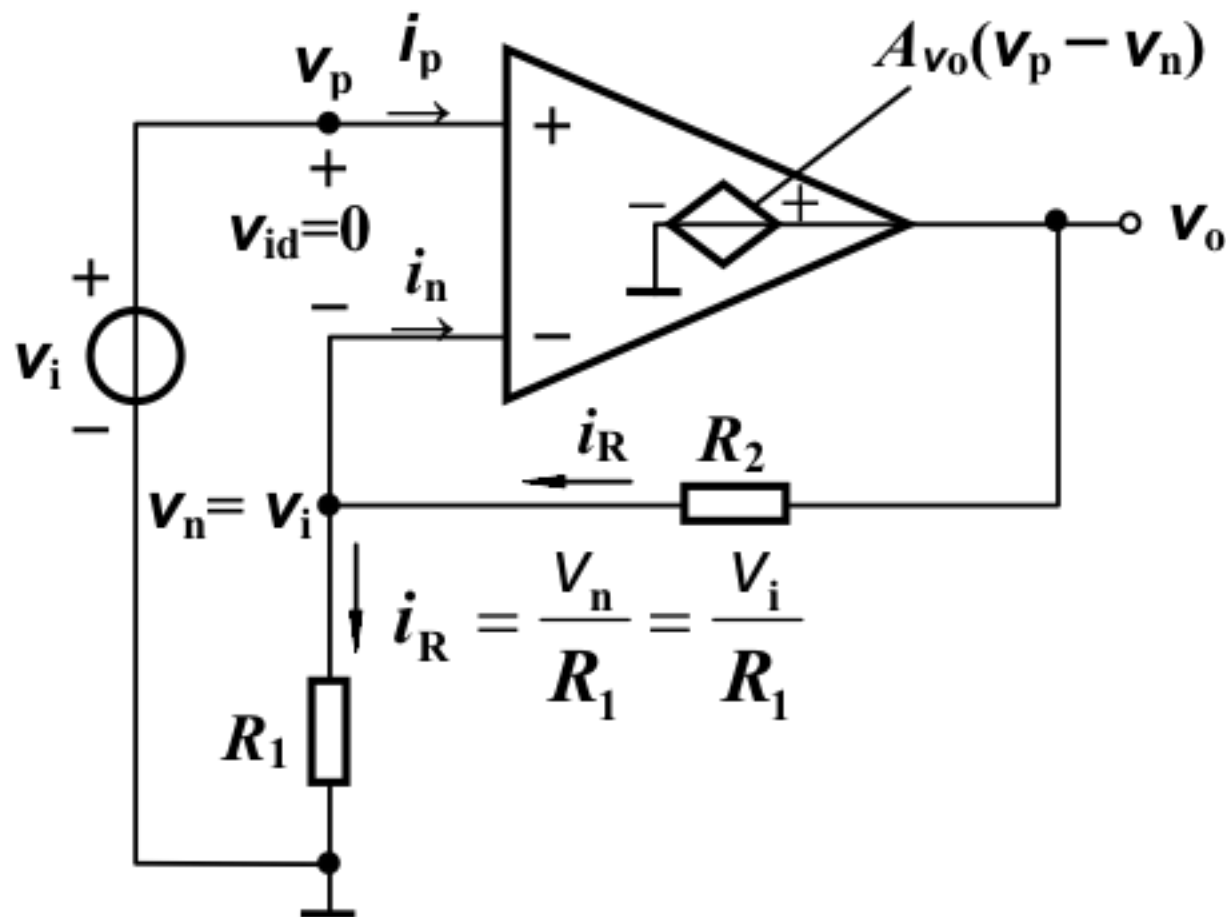 A_vo(v_p − v_n)
i_p
v_p
+
+
v_id=0
−
i_n
−
− +
v_o
+
v_i
−
i_R
R_2
v_n= v_i
i_R = V_n/R_1 = V_i/R_1
R_1